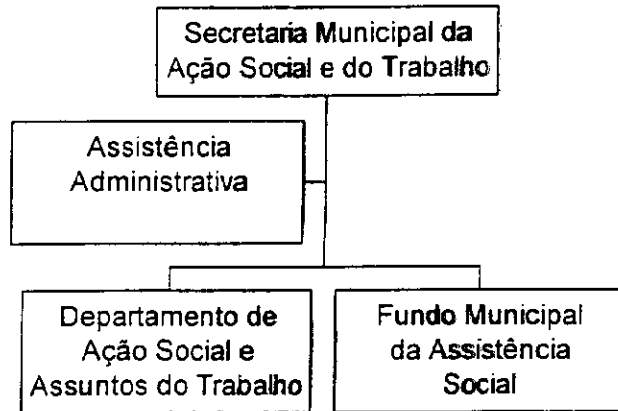 Secretaria Municipal da
Ação Social e do Trabalho
Assistência
Administrativa
Departamento de
Ação Social e
Assuntos do Trabalho
Fundo Municipal
da Assistência
Social